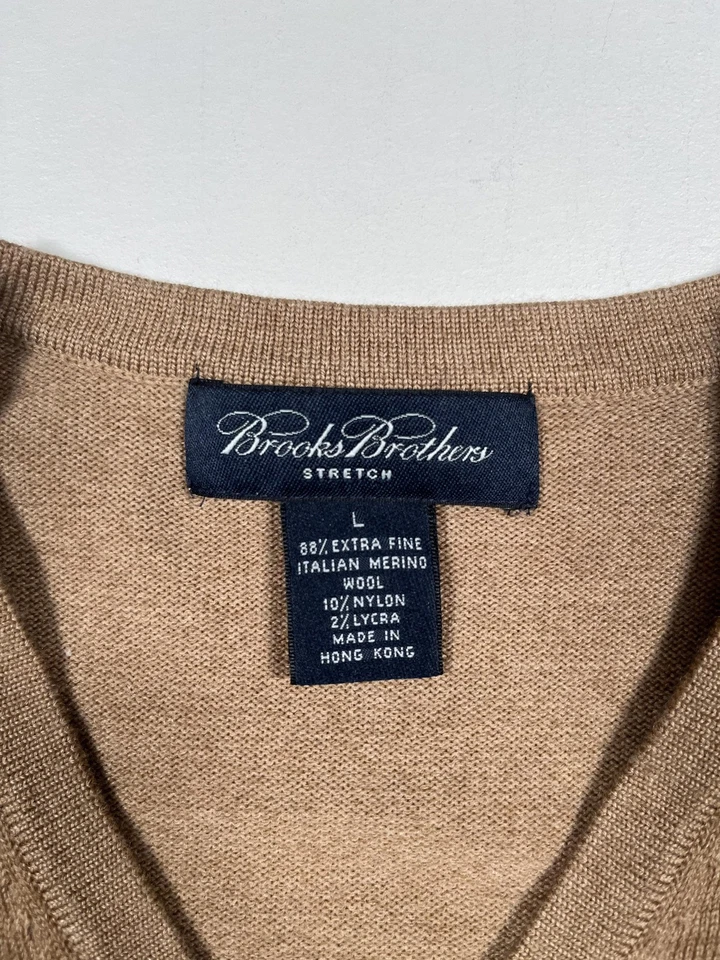 Brooks Brothers
STRETCH
L
88% EXTRA FINE
ITALIAN MERINO
WOOL
10% NYLON
2% LYCRA
MADE IN
HONG KONG